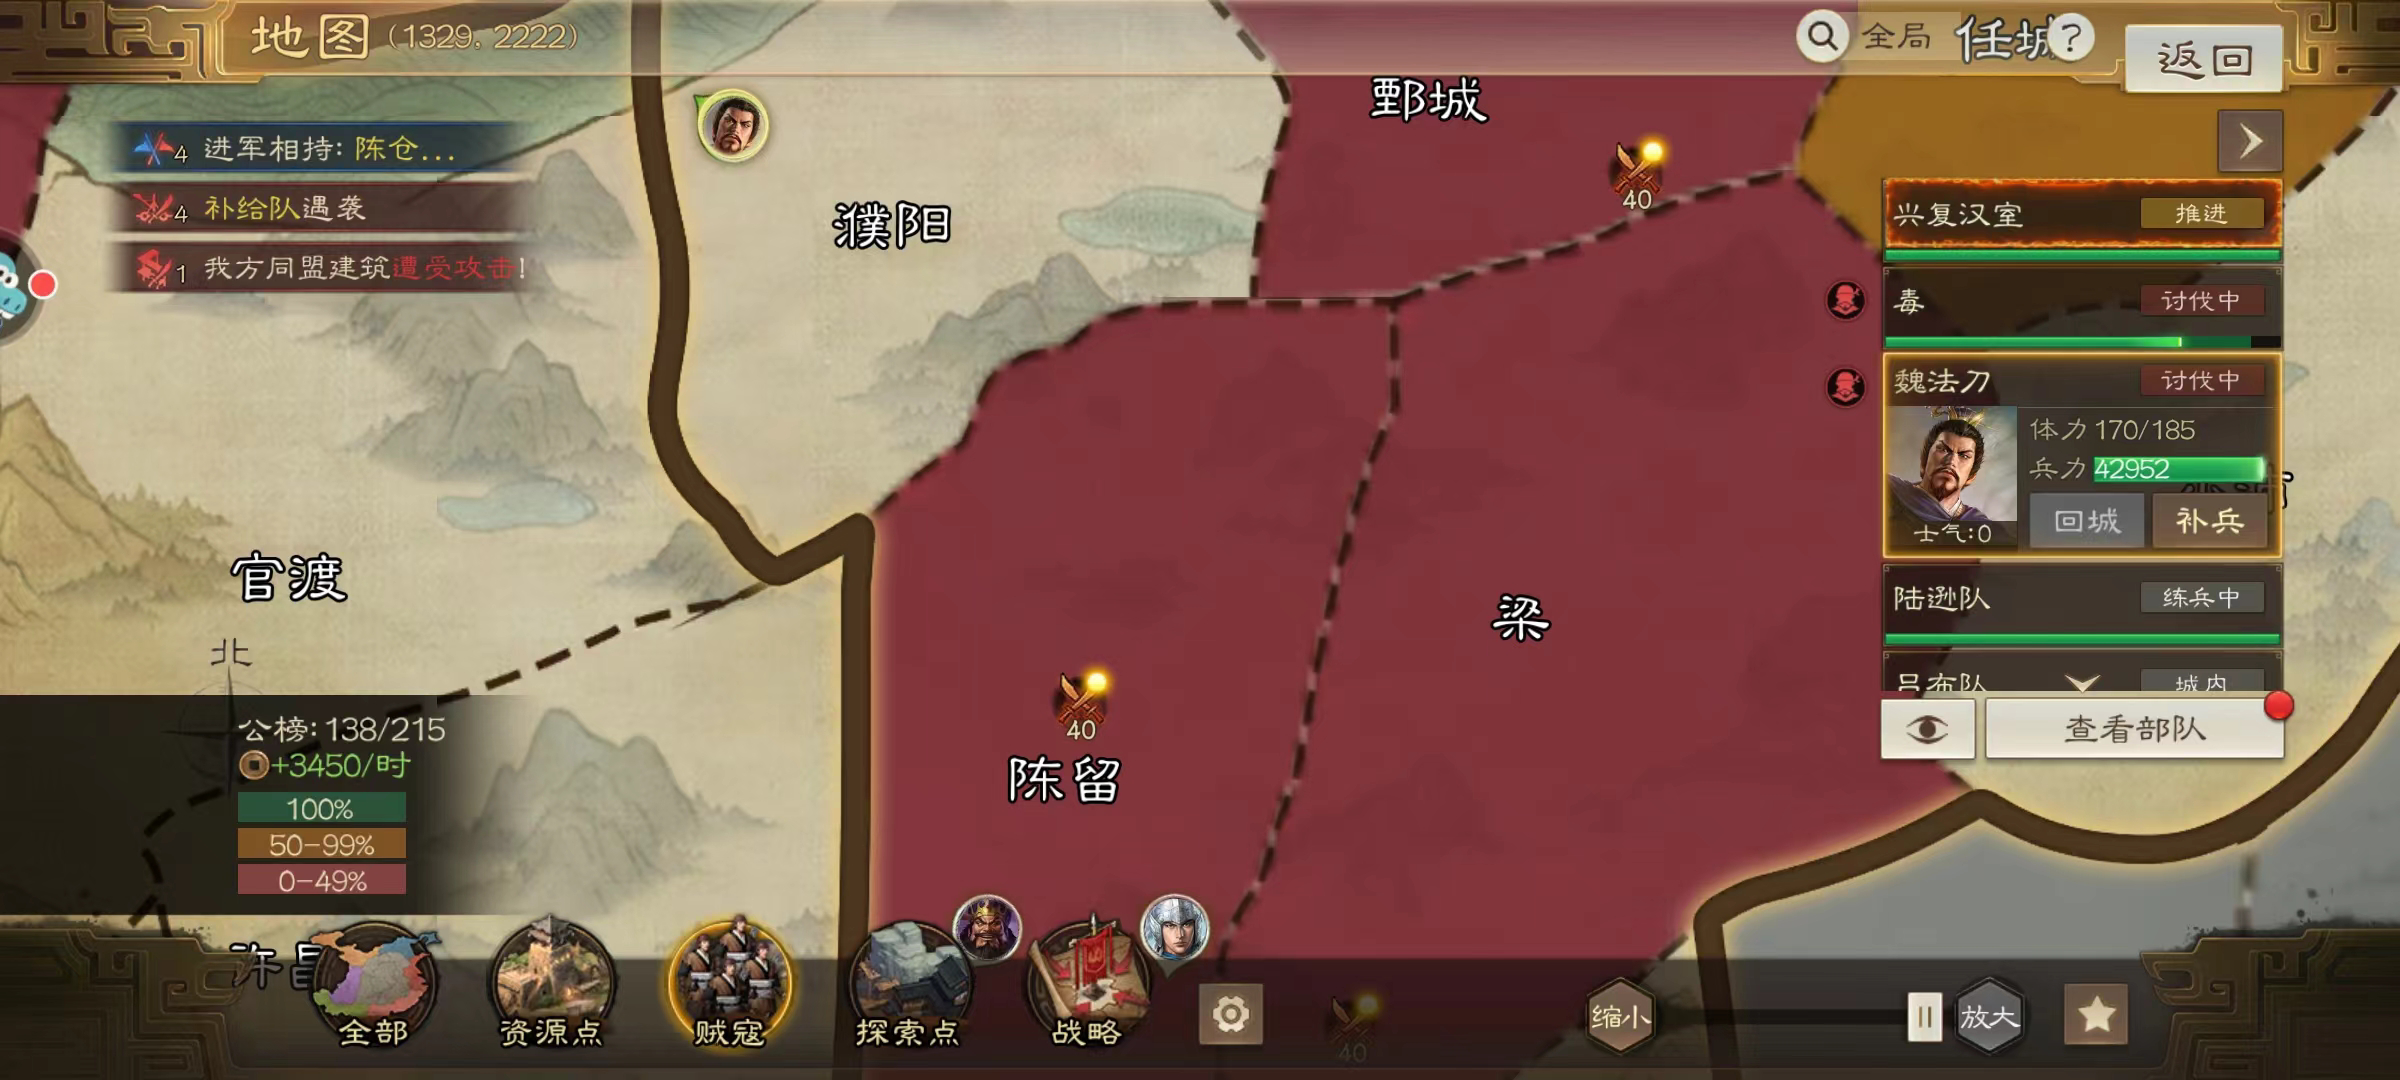 地图 (1329, 2222)
全局
任城
?
返回
4 进军相持: 陈仓...
4 补给队遇袭
1 我方同盟建筑遭受攻击!
鄄城
40
濮阳
兴复汉室 推进
毒 讨伐中
魏法刀 讨伐中
体力 170/185
兵力 42952
士气:0
回城 补兵
陆逊队 练兵中
吕布队 城内
查看部队
官渡
北
梁
40
陈留
公榜: 138/215
+3450/时
100%
50-99%
0-49%
许昌
全部
资源点
贼寇
探索点
战略
40
缩小
放大